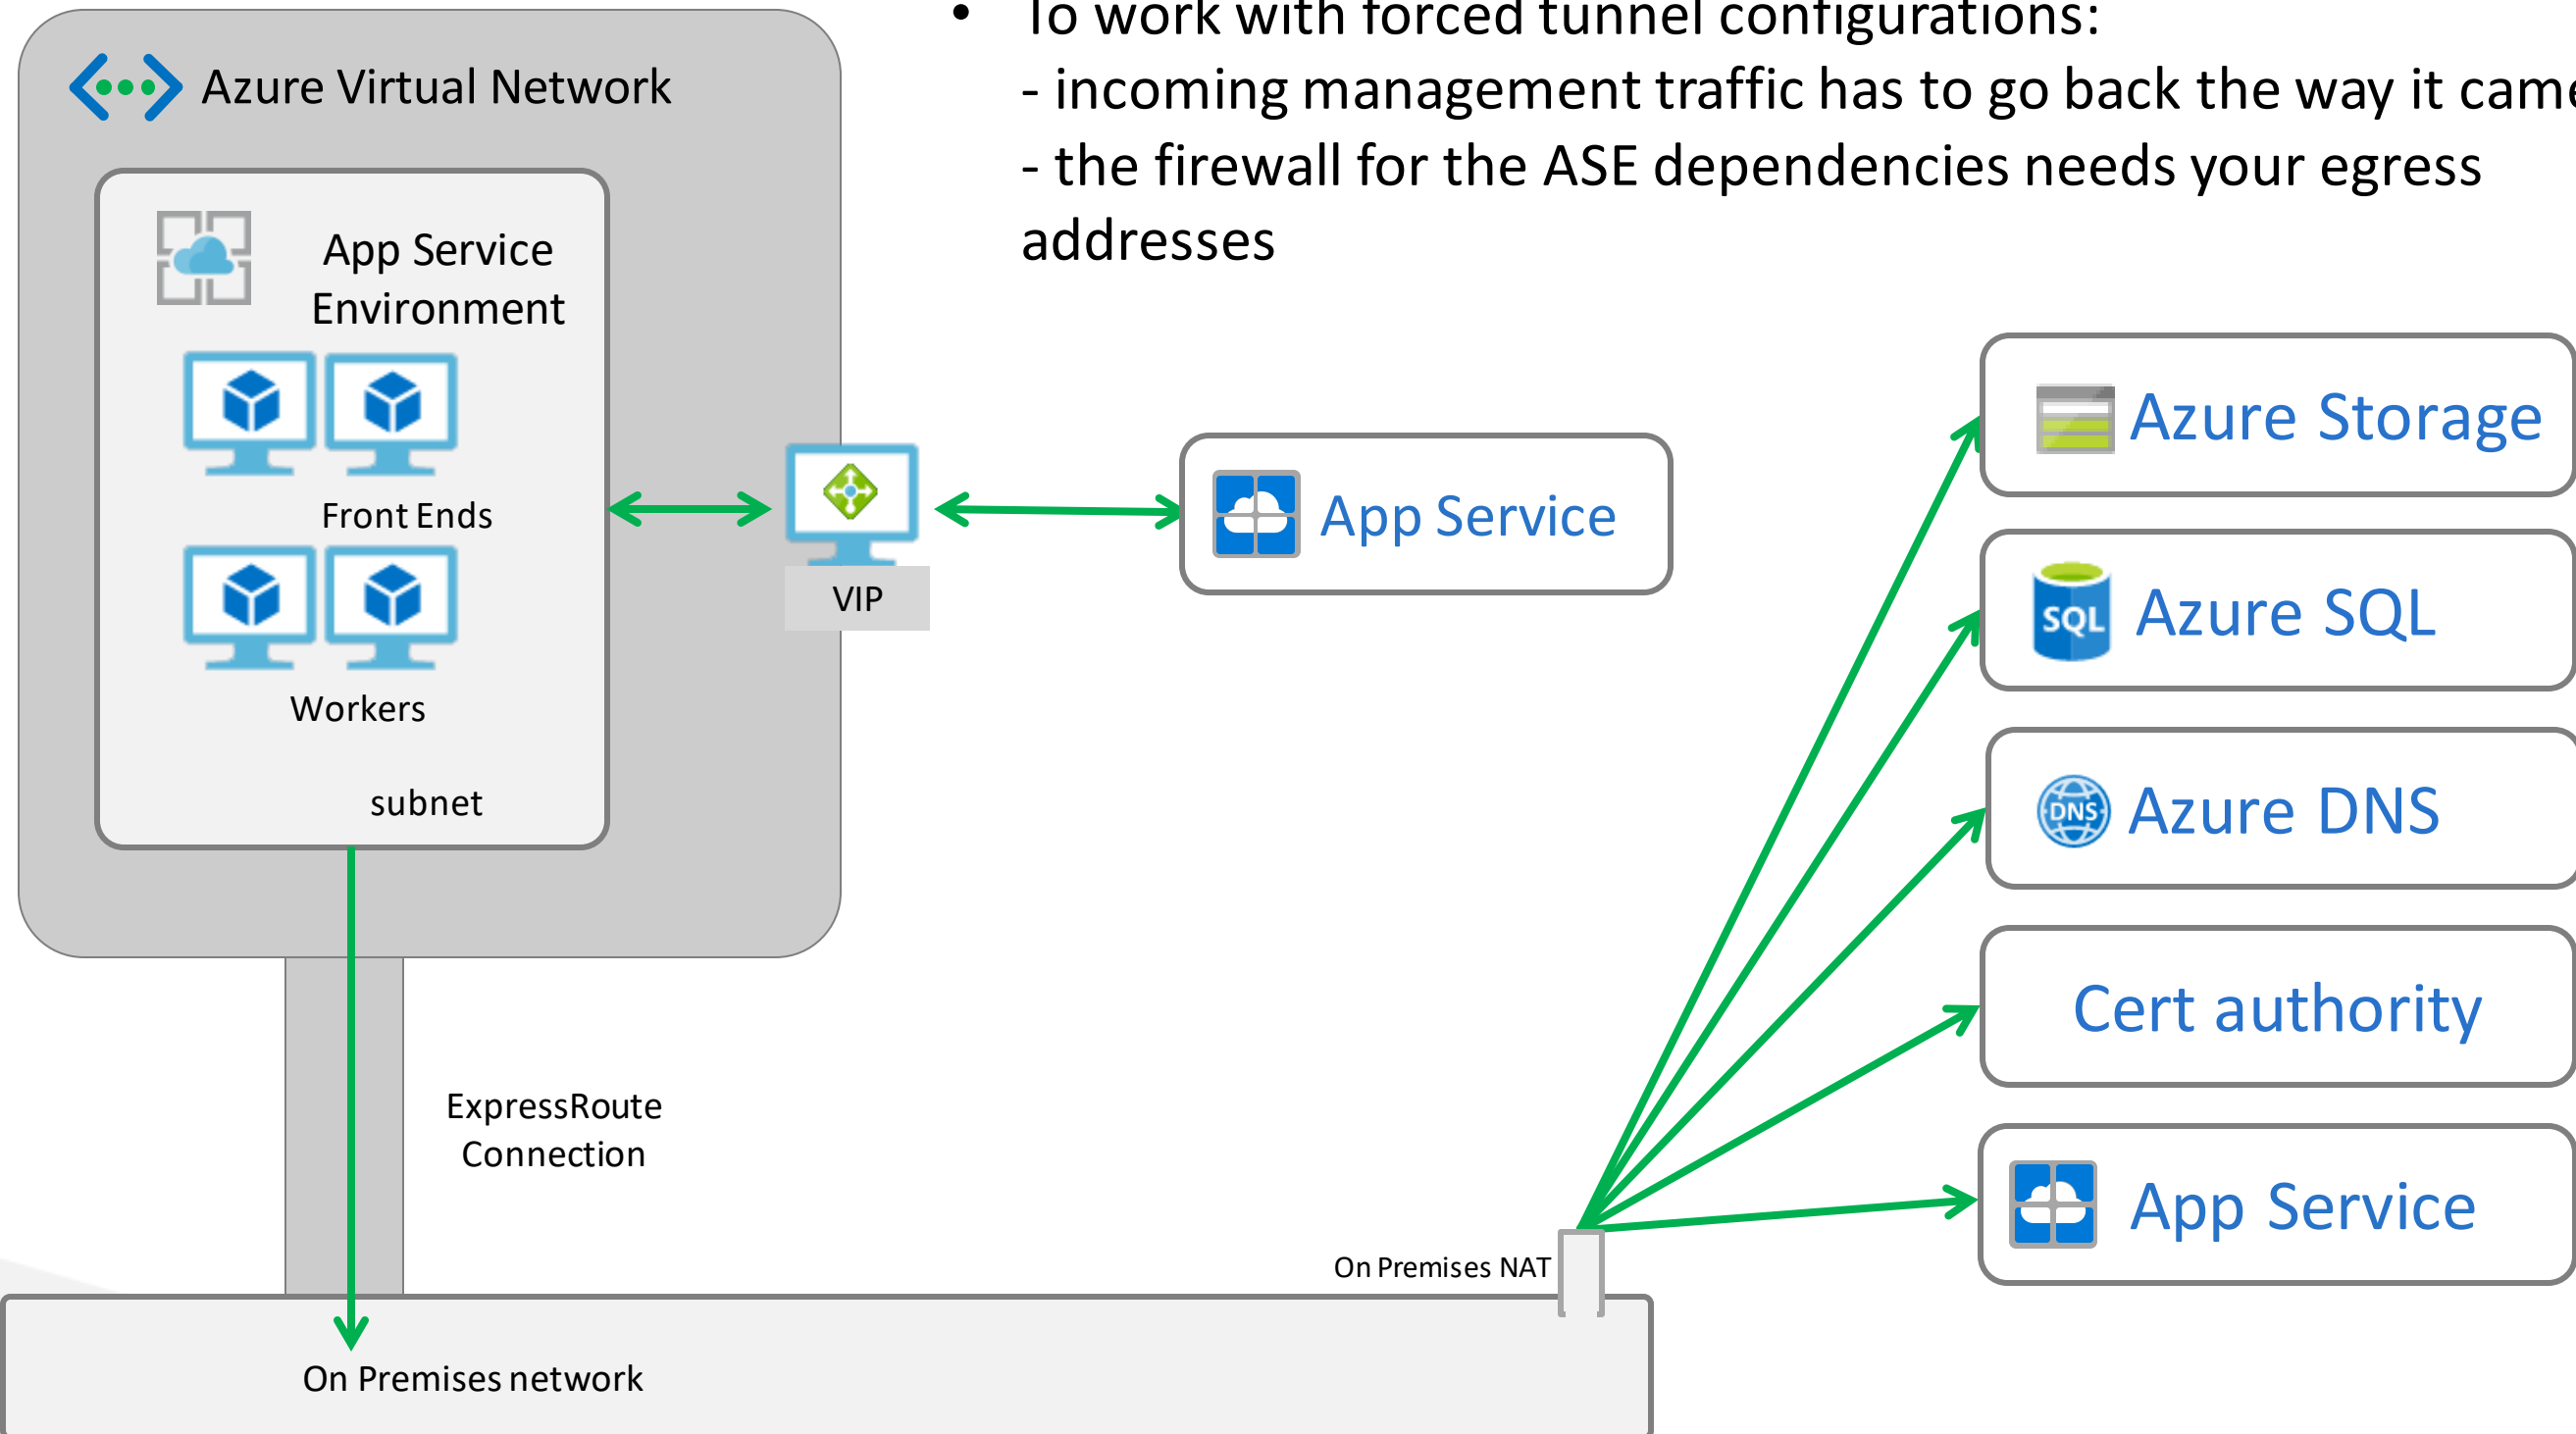 • To work with forced tunnel configurations:
- incoming management traffic has to go back the way it came
- the firewall for the ASE dependencies needs your egress
addresses
Azure Virtual Network
App Service
Environment
Front Ends
Workers
subnet
VIP
App Service
Azure Storage
SQL
Azure SQL
DNS
Azure DNS
Cert authority
App Service
ExpressRoute
Connection
On Premises NAT
On Premises network